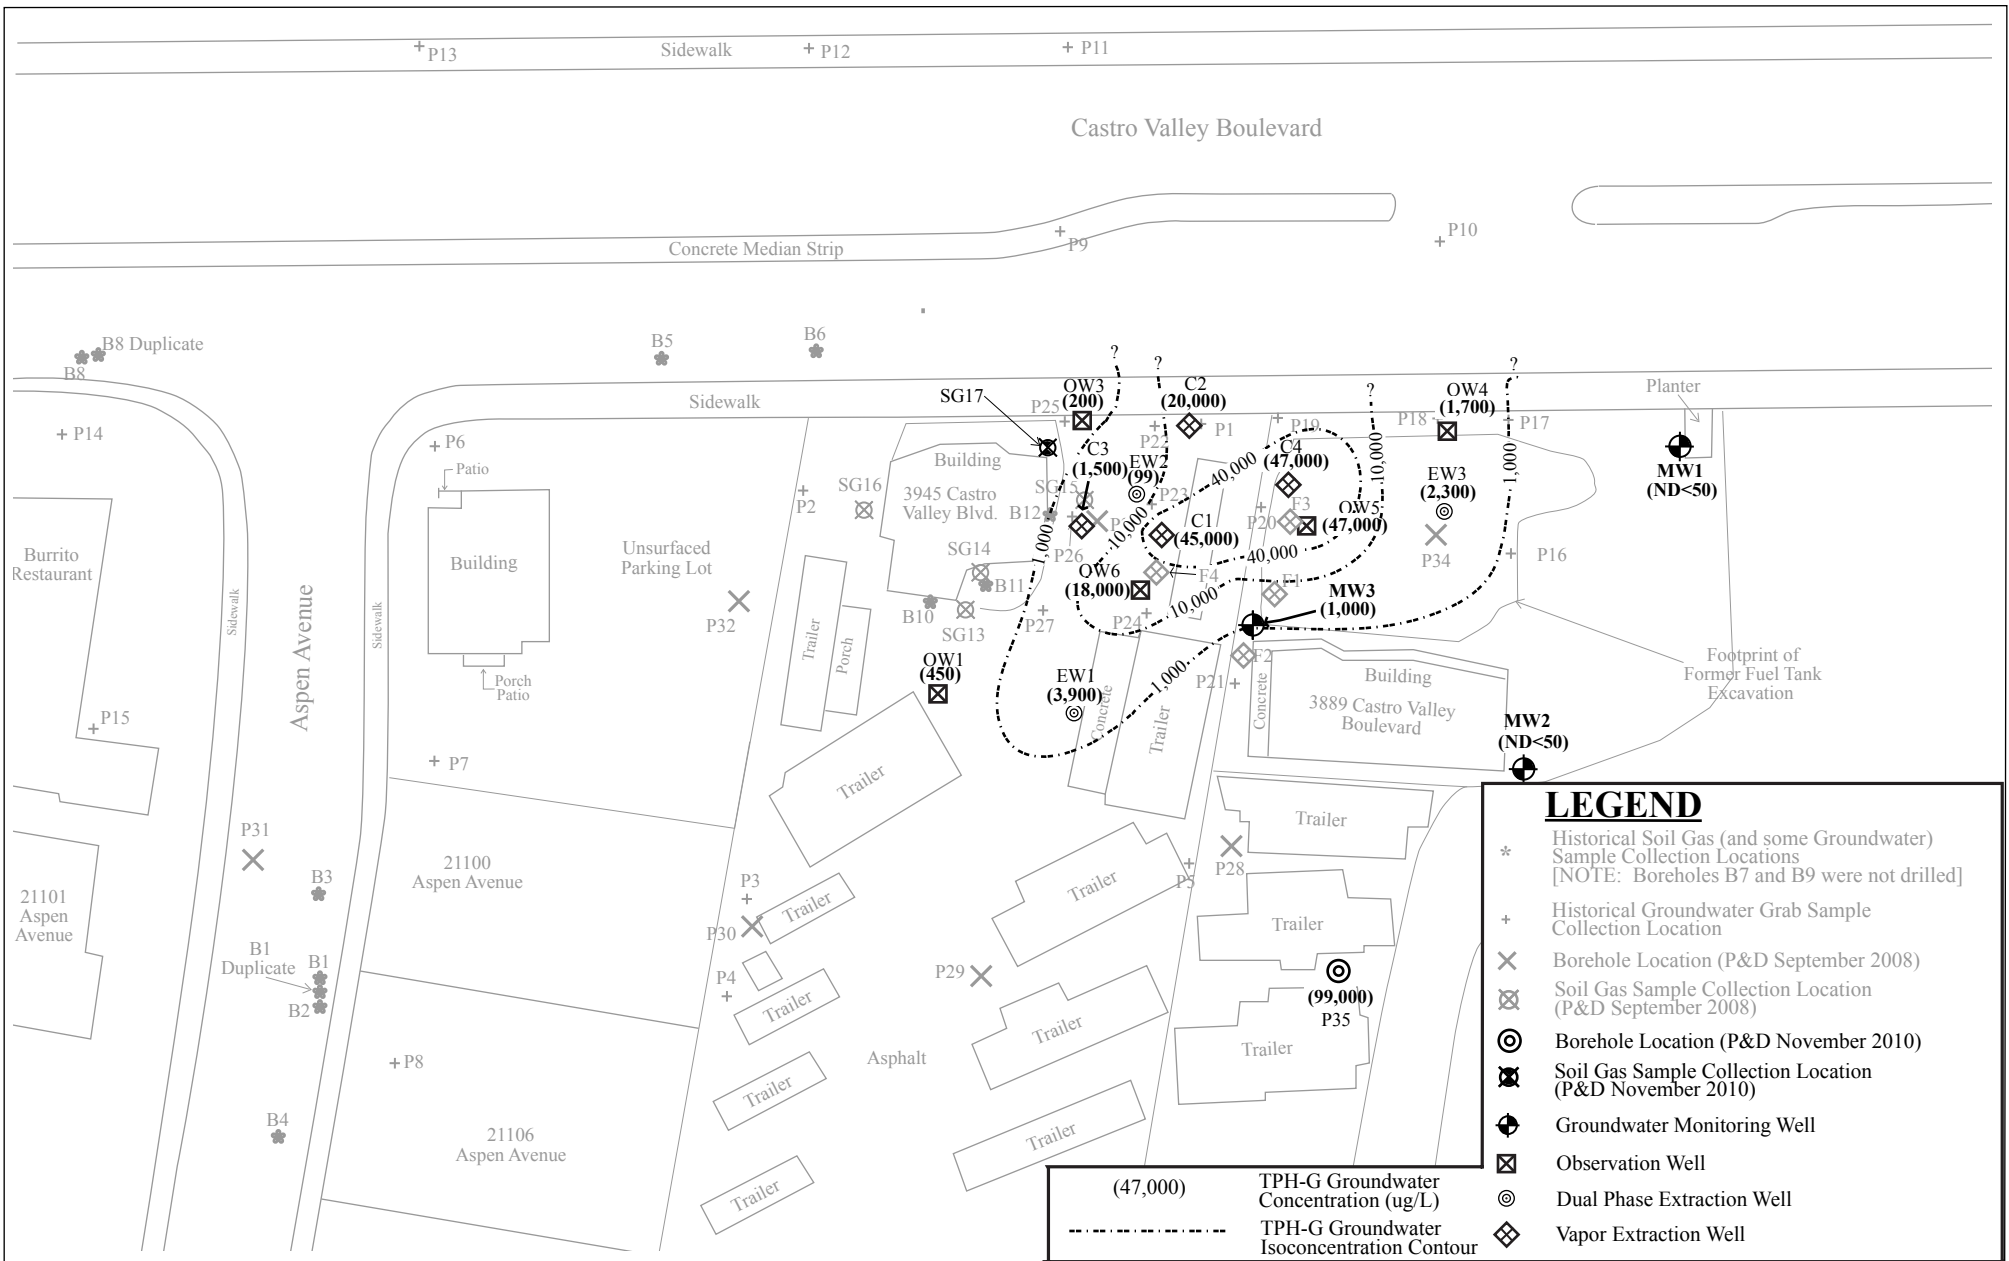 P13
Sidewalk
P12
P11
Castro Valley Boulevard
Concrete Median Strip
P9
P10
B8 Duplicate
B8
B5
B6
?
?
?
?
SG17
Sidewalk
P25
OW3
(200)
C2
(20,000)
P22
P1
P19
P18
OW4
(1,700)
P17
Planter
P14
P6
Patio
Building
3945 Castro
Valley Blvd.
C3
(1,500)
EW2
(99)
40,000
C4
(47,000)
10,000
1,000
EW3
(2,300)
MW1
(ND<50)
SG16
P2
SG15
B12
P23
P20
F3
OW5
(47,000)
P26
10,000
C1
(45,000)
40,000
1,000
P34
P16
Burrito
Restaurant
Building
Unsurfaced
Parking Lot
SG14
B11
OW6
(18,000)
F4
F1
10,000
MW3
(1,000)
Sidewalk
Aspen Avenue
Sidewalk
P32
Trailer
Porch
B10
SG13
P27
P24
F2
OW1
(450)
EW1
(3,900)
Concrete
1,000
P21
Concrete
Trailer
Building
3889 Castro Valley
Boulevard
Footprint of
Former Fuel Tank
Excavation
Porch
Patio
P15
MW2
(ND<50)
P7
Trailer
P31
B3
21100
Aspen Avenue
P3
Trailer
P30
Trailer
P5
P28
Trailer
21101
Aspen
Avenue
B1
Duplicate
B1
B2
P4
Trailer
P29
Trailer
Trailer
(99,000)
P35
Trailer
P8
Asphalt
Trailer
B4
21106
Aspen Avenue
Trailer
Trailer
LEGEND
Historical Soil Gas (and some Groundwater)
Sample Collection Locations
[NOTE: Boreholes B7 and B9 were not drilled]
Historical Groundwater Grab Sample
Collection Location
Borehole Location (P&D September 2008)
Soil Gas Sample Collection Location
(P&D September 2008)
Borehole Location (P&D November 2010)
Soil Gas Sample Collection Location
(P&D November 2010)
Groundwater Monitoring Well
Observation Well
Dual Phase Extraction Well
Vapor Extraction Well
(47,000)
TPH-G Groundwater
Concentration (ug/L)
TPH-G Groundwater
Isoconcentration Contour